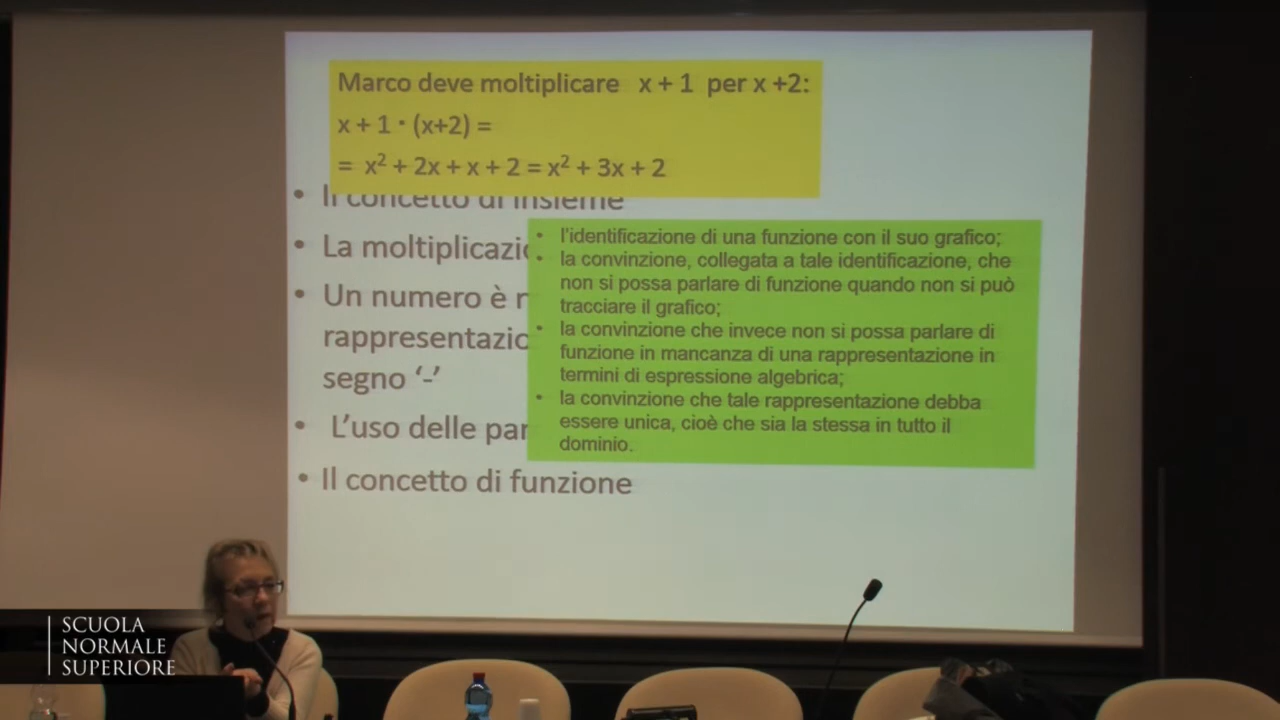 Marco deve moltiplicare x + 1 per x +2:
x + 1 · (x+2) =
= x² + 2x + x + 2 = x² + 3x + 2
• Il concetto di insieme
• La moltiplicazio
• Un numero è
rappresentazio
segno ‘-’
• L’uso delle par
• Il concetto di funzione
• l’identificazione di una funzione con il suo grafico;
• la convinzione, collegata a tale identificazione, che
non si possa parlare di funzione quando non si può
tracciare il grafico;
• la convinzione che invece non si possa parlare di
funzione in mancanza di una rappresentazione in
termini di espressione algebrica;
• la convinzione che tale rappresentazione debba
essere unica, cioè che sia la stessa in tutto il
dominio.
SCUOLA
NORMALE
SUPERIORE